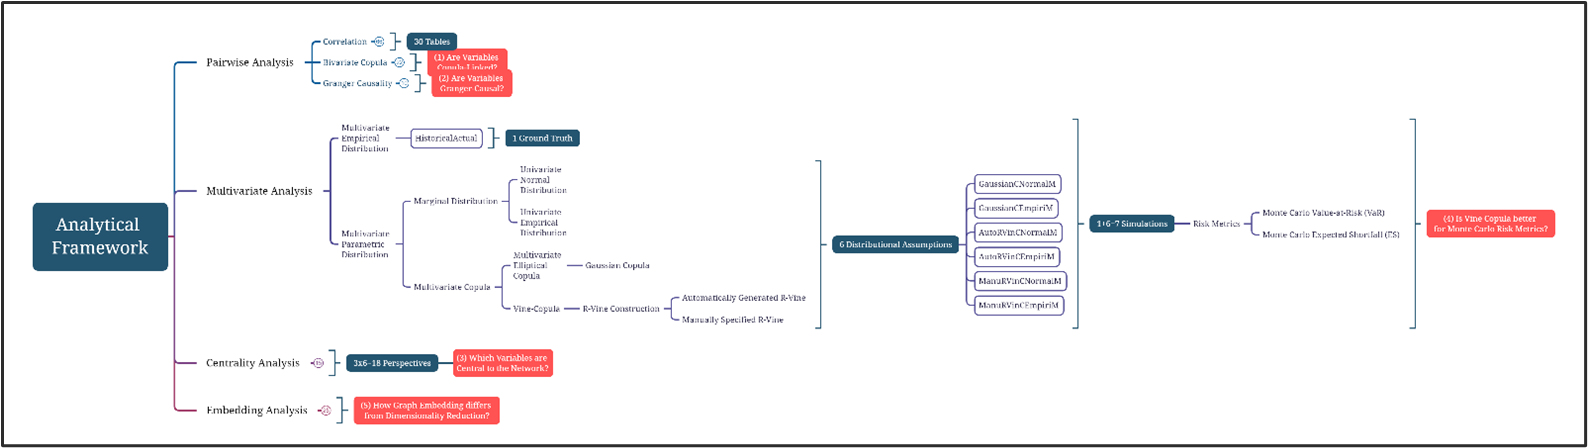 Analytical
Framework
Pairwise Analysis
Correlation
30 Tables
Bivariate Copula
(1) Are Variables
Copula-Linked?
Granger Causality
(2) Are Variables
Granger-Causal?
Multivariate Analysis
Multivariate
Empirical
Distribution
HistoricalActual
1 Ground Truth
Multivariate
Parametric
Distribution
Marginal Distribution
Univariate
Normal
Distribution
Univariate
Empirical
Distribution
Multivariate Copula
Multivariate
Elliptical
Copula
Gaussian Copula
Vine-Copula
R-Vine Construction
Automatically Generated R-Vine
Manually Specified R-Vine
6 Distributional Assumptions
GaussianCNormalM
GaussianCEmpiriM
AutoRVinCNormalM
AutoRVinCEmpiriM
ManuRVinCNormalM
ManuRVinCEmpiriM
1+6=7 Simulations
Risk Metrics
Monte Carlo Value-at-Risk (VaR)
Monte Carlo Expected Shortfall (ES)
(4) Is Vine Copula better
for Monte Carlo Risk Metrics?
Centrality Analysis
3x6=18 Perspectives
(3) Which Variables are
Central to the Network?
Embedding Analysis
(5) How Graph Embedding differs
from Dimensionality Reduction?